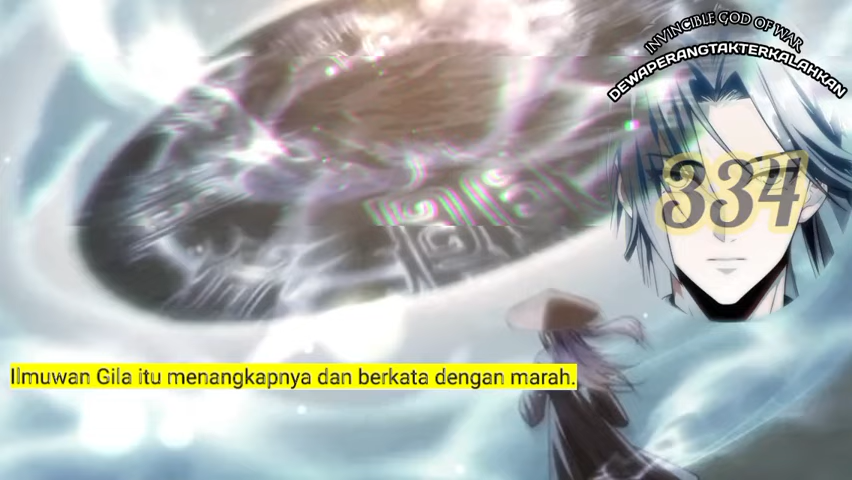 INVINCIBLE GOD OF WAR
DEWAPERANGTAKTERKALAHKAN
334
Ilmuwan Gila itu menangkapnya dan berkata dengan marah.